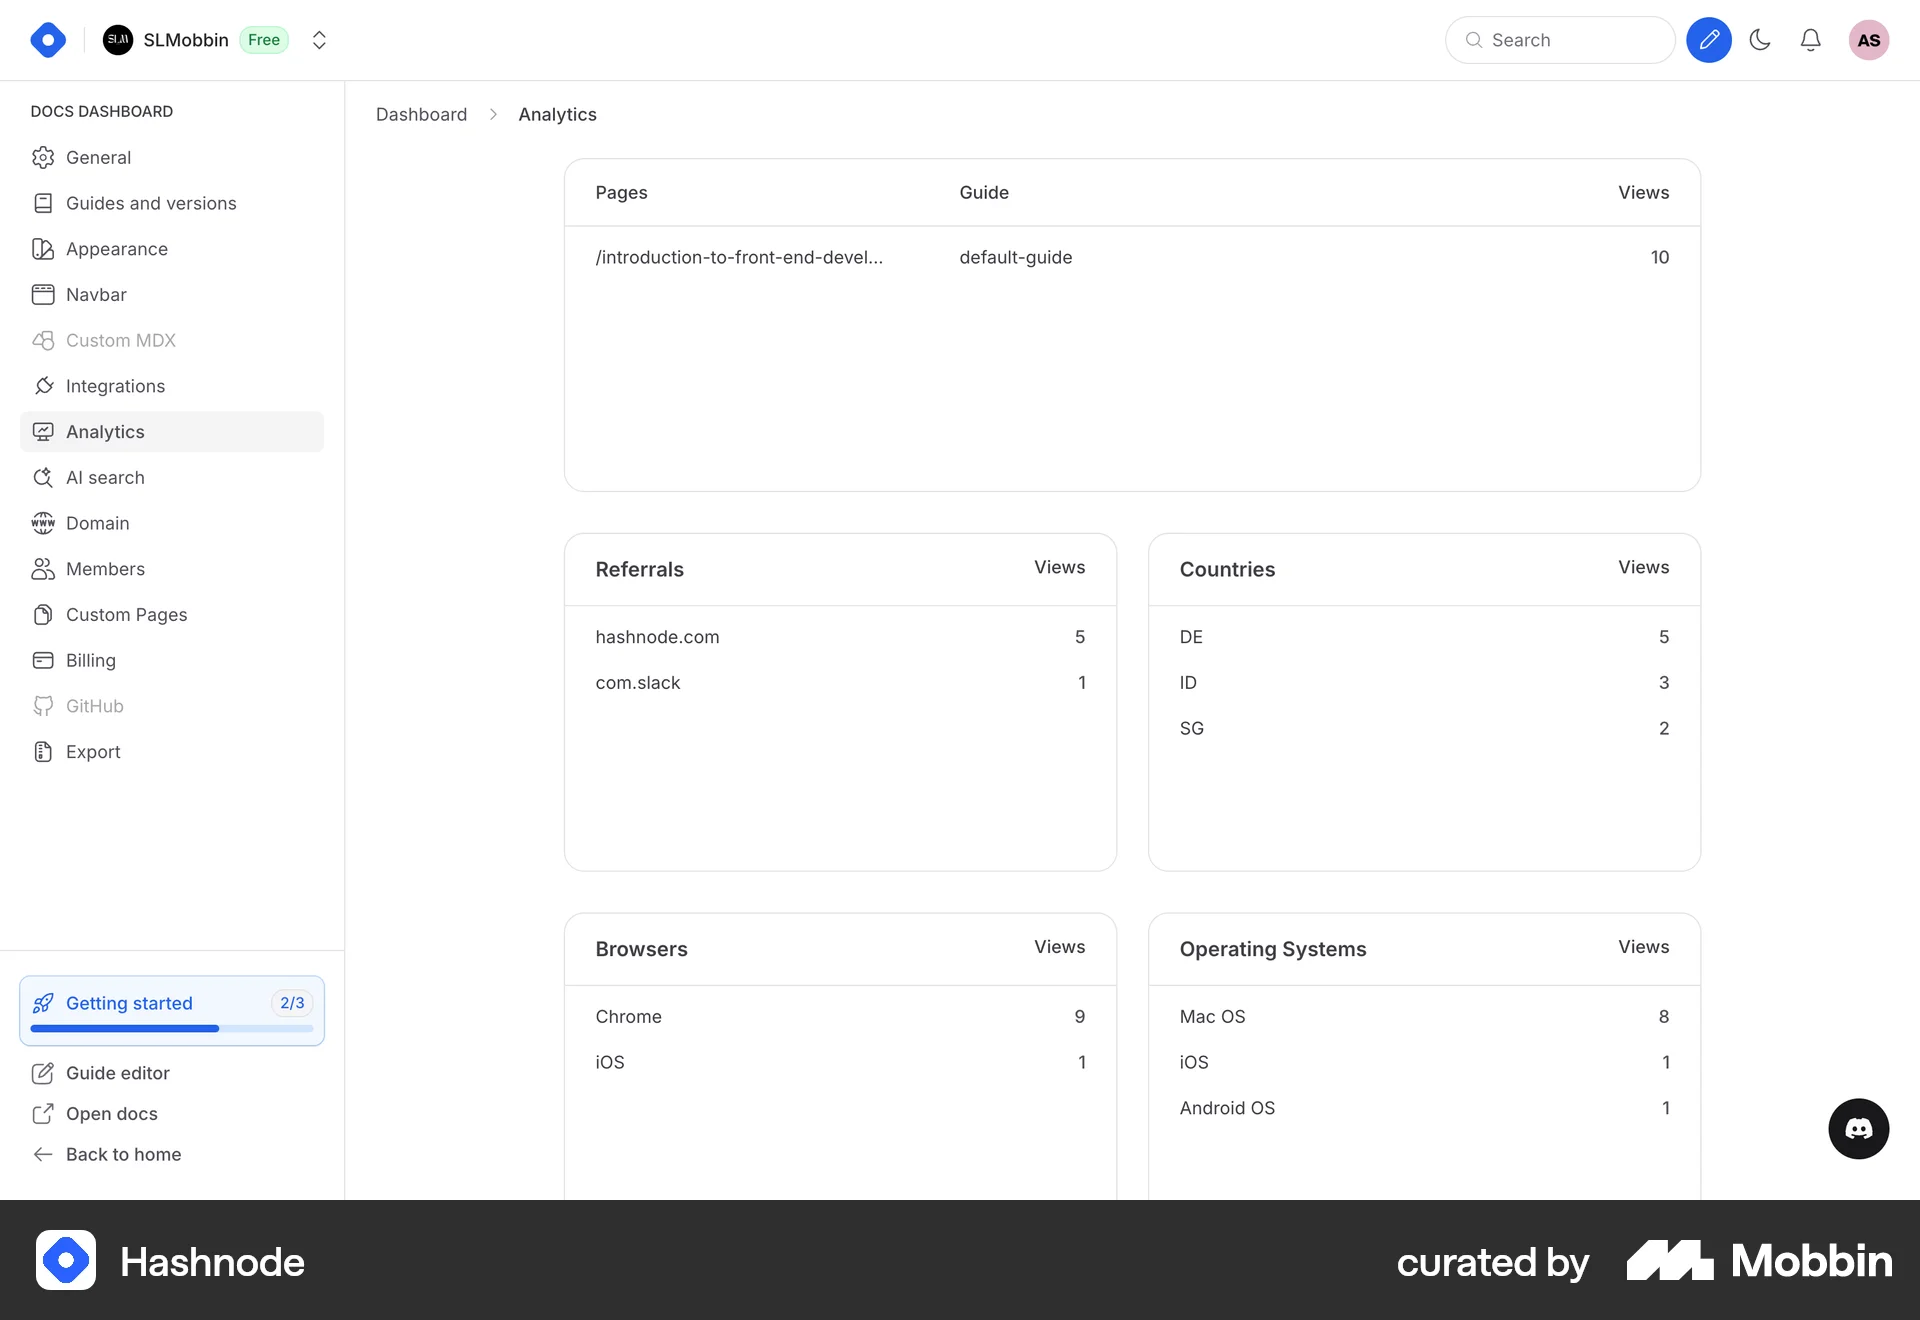 SLM SLMobbin Free
Search
AS
DOCS DASHBOARD
General
Guides and versions
Appearance
Navbar
Custom MDX
Integrations
Analytics
AI search
www Domain
Members
Custom Pages
Billing
GitHub
Export
Getting started 2/3
Guide editor
Open docs
Back to home
Dashboard > Analytics
Pages Guide Views
/introduction-to-front-end-devel... default-guide 10
Referrals Views
hashnode.com 5
com.slack 1
Countries Views
DE 5
ID 3
SG 2
Browsers Views
Chrome 9
iOS 1
Operating Systems Views
Mac OS 8
iOS 1
Android OS 1
Hashnode
curated by Mobbin